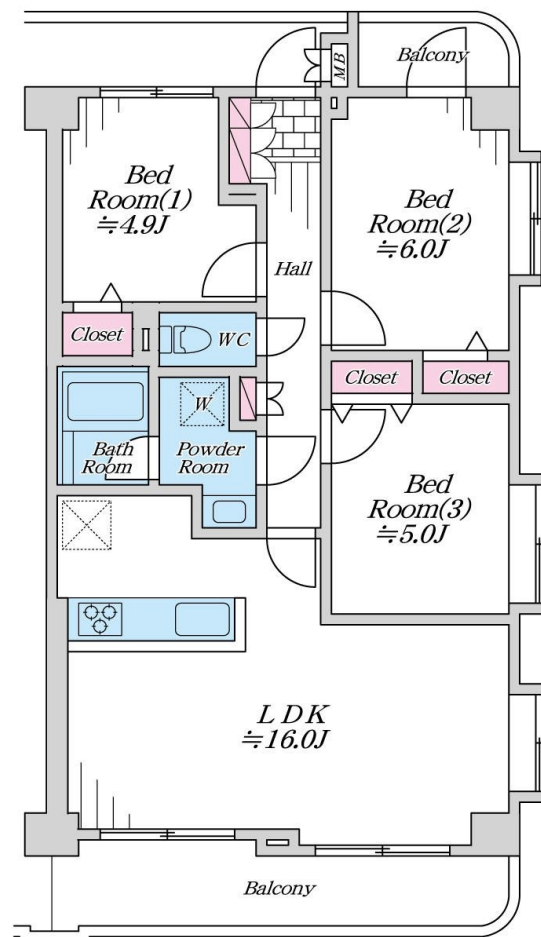 MB
Balcony
Bed
Room(1)
≒4.9J
Bed
Room(2)
≒6.0J
Hall
Closet
WC
Closet
Closet
W
Bath
Room
Powder
Room
Bed
Room(3)
≒5.0J
LDK
≒16.0J
Balcony